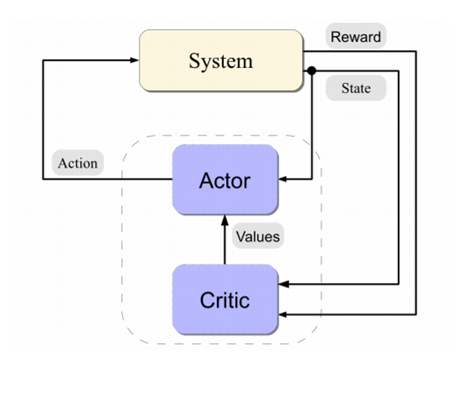 Reward
System
State
Action
Actor
Values
Critic